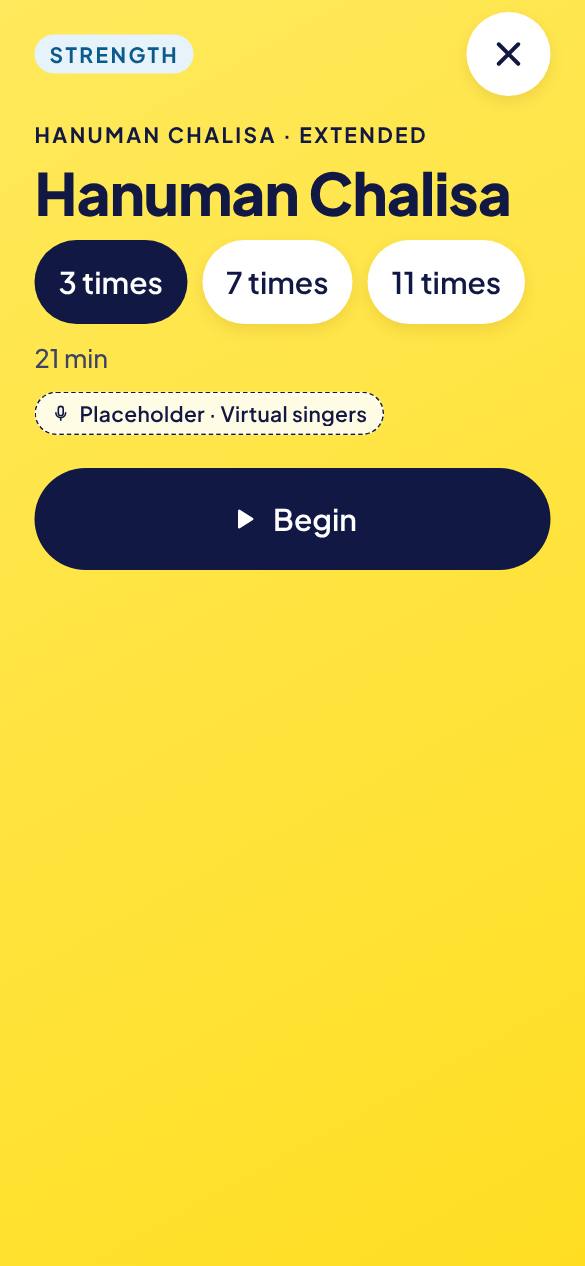 STRENGTH
HANUMAN CHALISA · EXTENDED
Hanuman Chalisa
3 times 7 times 11 times
21 min
Placeholder · Virtual singers
Begin